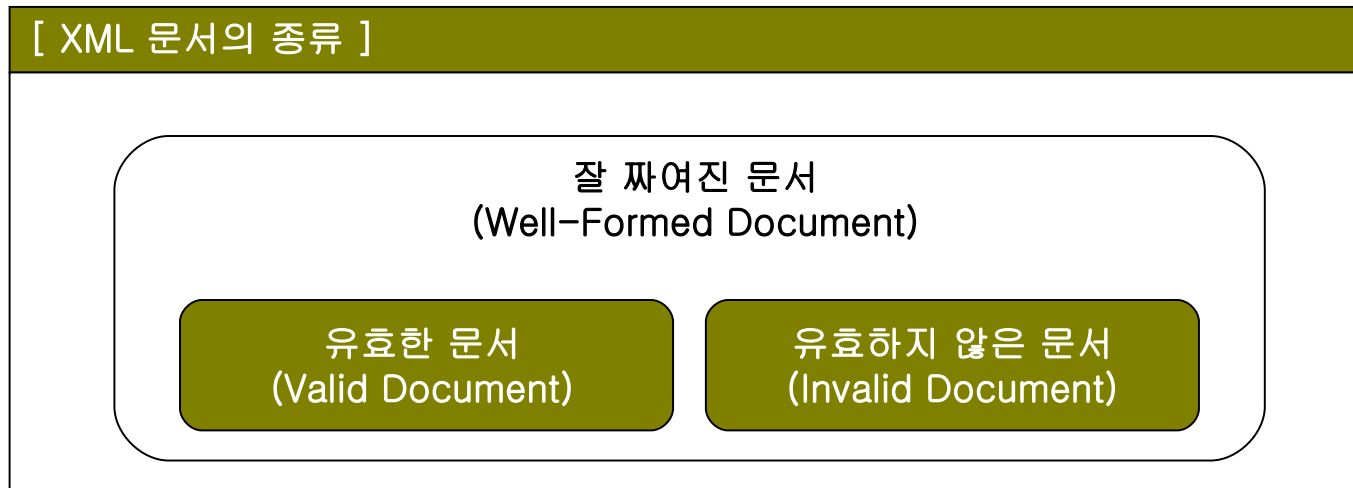 [ XML 문서의 종류 ]
잘 짜여진 문서
(Well-Formed Document)
유효한 문서
(Valid Document)
유효하지 않은 문서
(Invalid Document)